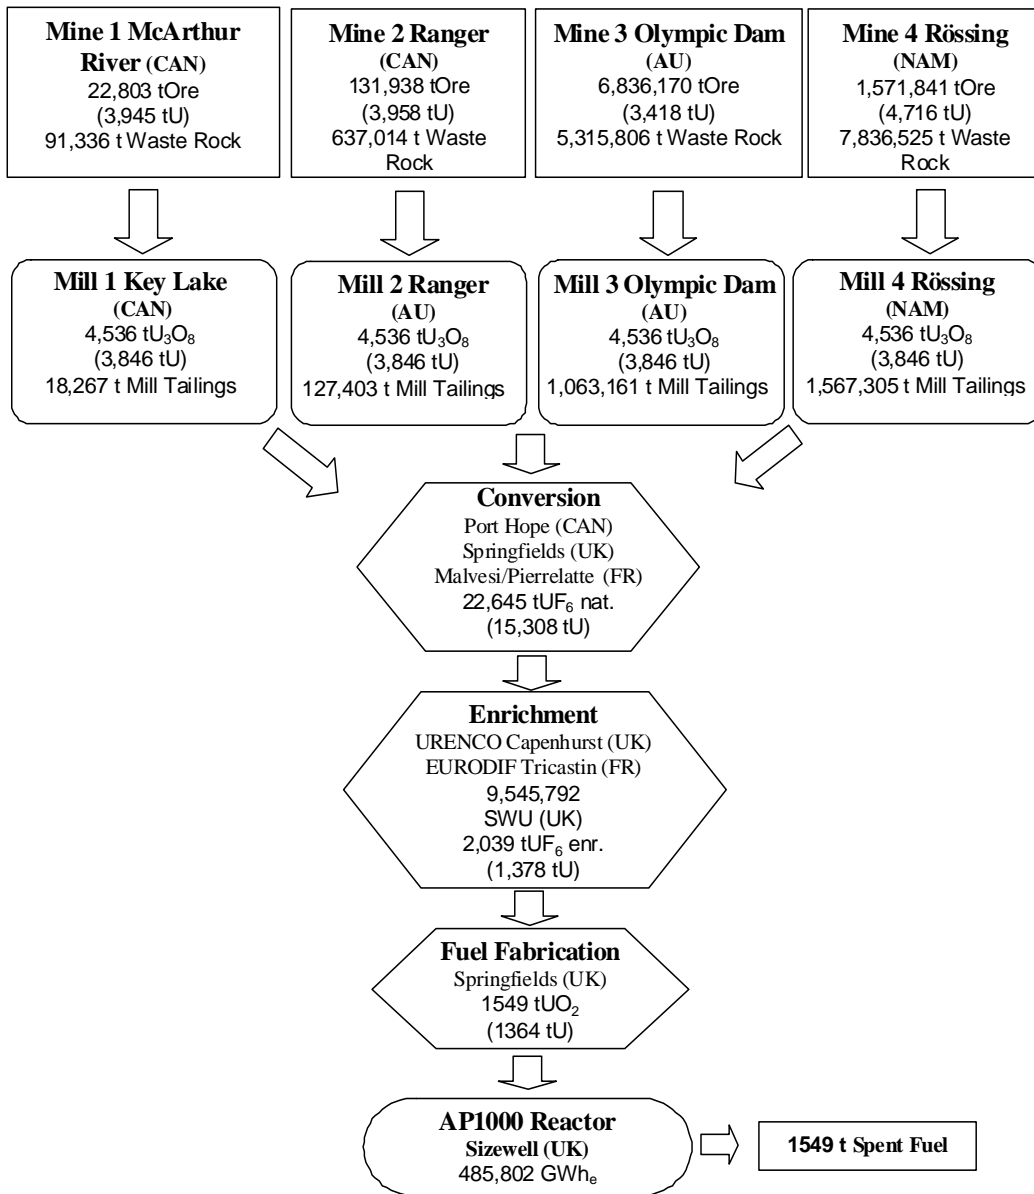 Mine 1 McArthur
River (CAN)
22,803 tOre
(3,945 tU)
91,336 t Waste Rock
Mine 2 Ranger
(CAN)
131,938 tOre
(3,958 tU)
637,014 t Waste
Rock
Mine 3 Olympic Dam
(AU)
6,836,170 tOre
(3,418 tU)
5,315,806 t Waste Rock
Mine 4 Rössing
(NAM)
1,571,841 tOre
(4,716 tU)
7,836,525 t Waste
Rock
Mill 1 Key Lake
(CAN)
4,536 tU₃O₈
(3,846 tU)
18,267 t Mill Tailings
Mill 2 Ranger
(AU)
4,536 tU₃O₈
(3,846 tU)
127,403 t Mill Tailings
Mill 3 Olympic Dam
(AU)
4,536 tU₃O₈
(3,846 tU)
1,063,161 t Mill Tailings
Mill 4 Rössing
(NAM)
4,536 tU₃O₈
(3,846 tU)
1,567,305 t Mill Tailings
Conversion
Port Hope (CAN)
Springfields (UK)
Malvesi/Pierrelatte (FR)
22,645 tUF₆ nat.
(15,308 tU)
Enrichment
URENCO Capenhurst (UK)
EURODIF Tricastin (FR)
9,545,792
SWU (UK)
2,039 tUF₆ enr.
(1,378 tU)
Fuel Fabrication
Springfields (UK)
1549 tUO₂
(1364 tU)
AP1000 Reactor
Sizewell (UK)
485,802 GWhₑ
1549 t Spent Fuel